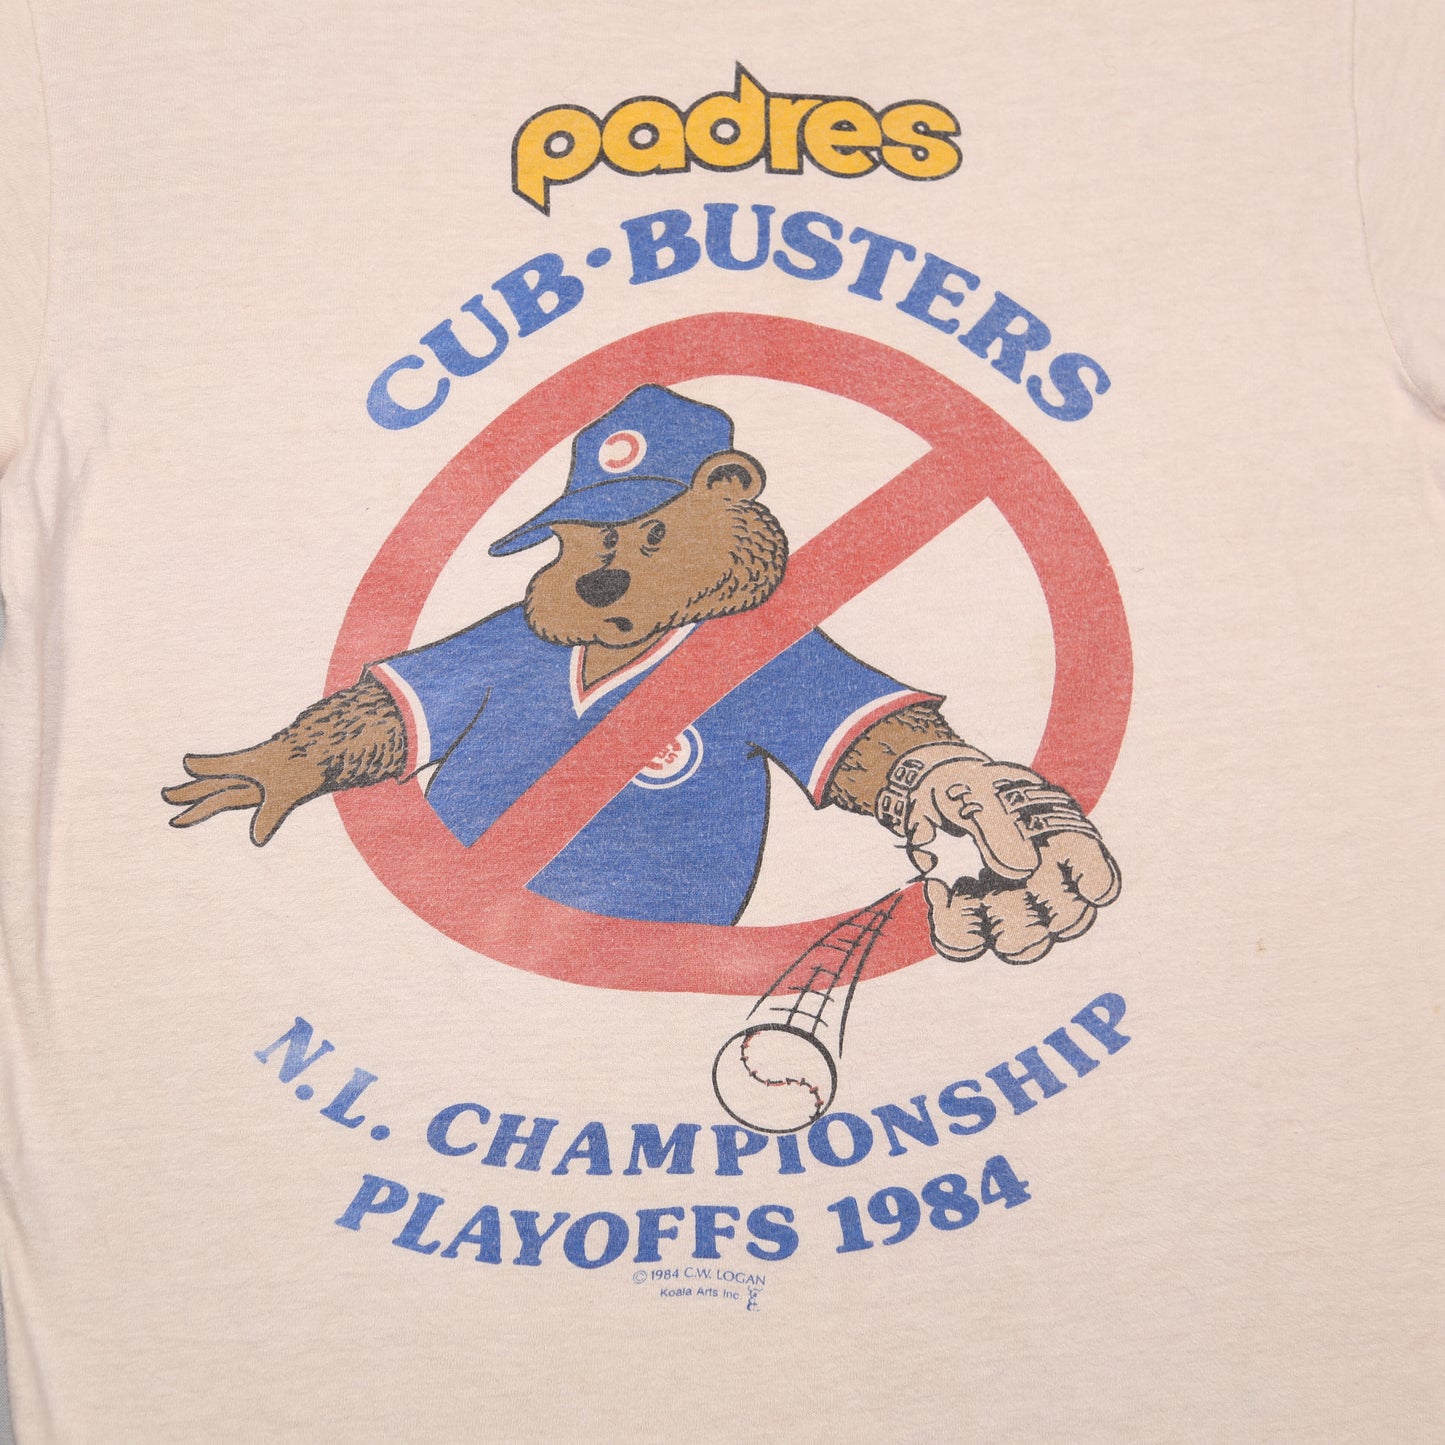 padres
CUB·BUSTERS
N.L. CHAMPIONSHIP
PLAYOFFS 1984
© 1984 C.W. LOGAN
Koala Arts Inc.